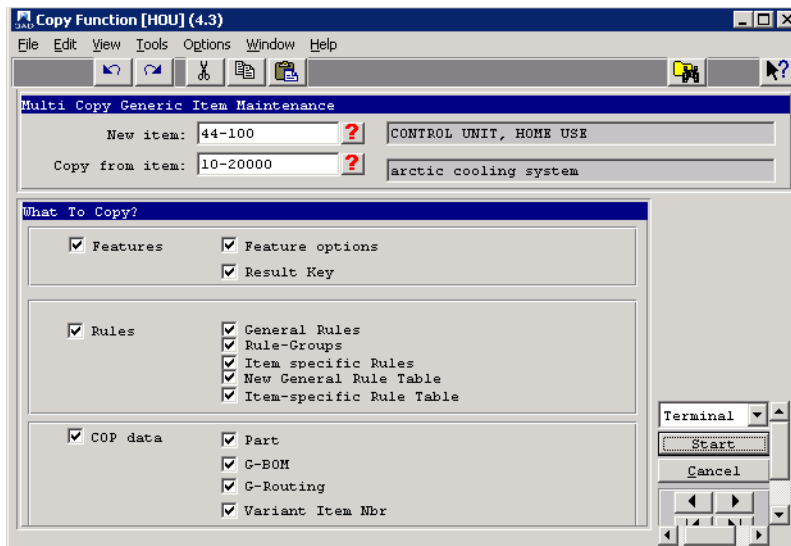 Copy Function [HOU] (4.3)
File Edit View Tools Options Window Help
Multi Copy Generic Item Maintenance
New item: 44-100 ? CONTROL UNIT, HOME USE
Copy from item: 10-20000 ? arctic cooling system
What To Copy?
Features Feature options
Result Key
Rules General Rules
Rule-Groups
Item specific Rules
New General Rule Table
Item-specific Rule Table
Terminal
COP data Part
Start
G-BOM
Cancel
G-Routing
Variant Item Nbr